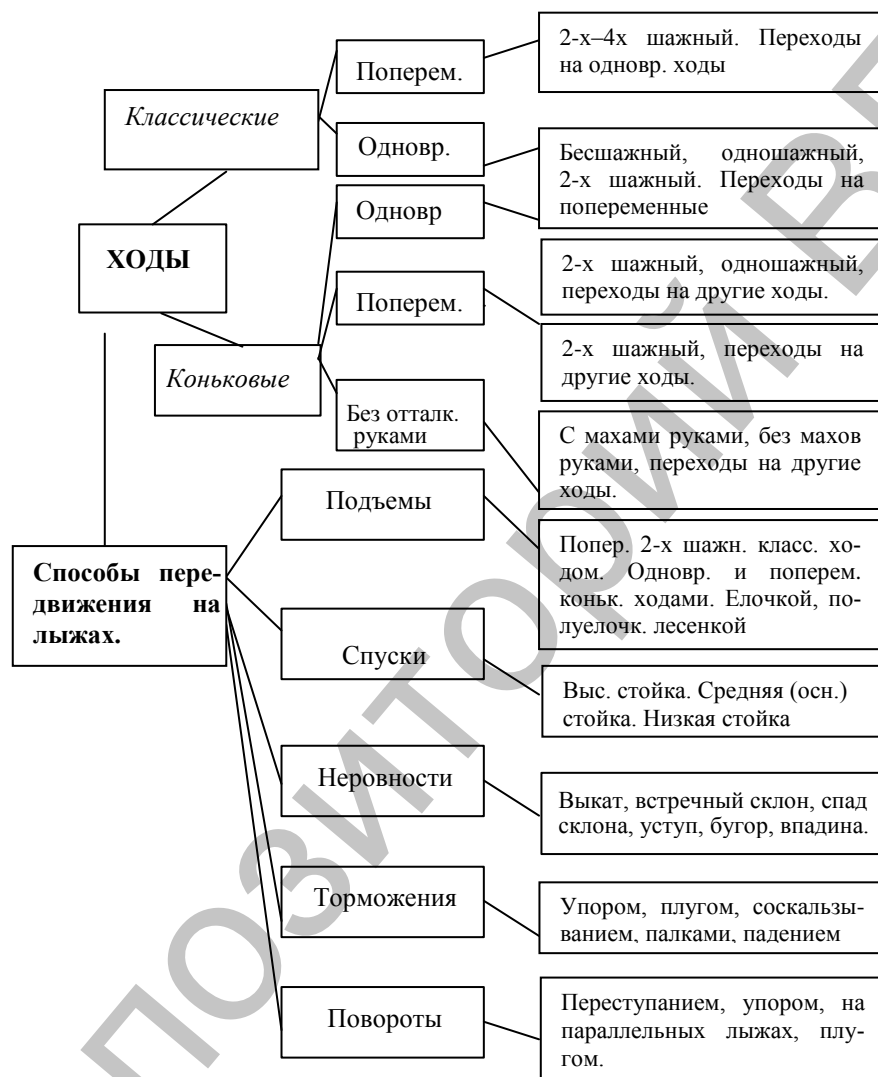 Поперем.
2-х–4х шажный. Переходы
на одновр. ходы
Классические
Одновр.
Бесшажный, одношажный,
2-х шажный. Переходы на
попеременные
Одновр
ХОДЫ
2-х шажный, одношажный,
переходы на другие ходы.
Поперем.
2-х шажный, переходы на
другие ходы.
Коньковые
Без отталк.
руками
С махами руками, без махов
руками, переходы на другие
ходы.
Подъемы
Попер. 2-х шажн. класс. хо-
дом. Одновр. и поперем.
коньк. ходами. Елочкой, по-
луелочк. лесенкой
Способы пере-
движения на
лыжах.
Спуски
Выс. стойка. Средняя (осн.)
стойка. Низкая стойка
Неровности
Выкат, встречный склон, спад
склона, уступ, бугор, впадина.
Торможения
Упором, плугом, соскальзы-
ванием, палками, падением
Повороты
Переступанием, упором, на
параллельных лыжах, плу-
гом.
позиторий В